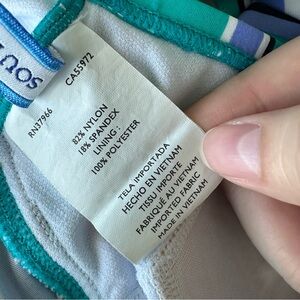 SOU
RN37966
CA55972
82% NYLON
18% SPANDEX
LINING :
100% POLYESTER
TELA IMPORTADA
HECHO EN VIETNAM
TISSU IMPORTÉ
FABRIQUÉ AU VIETNAM
IMPORTED FABRIC
MADE IN VIETNAM